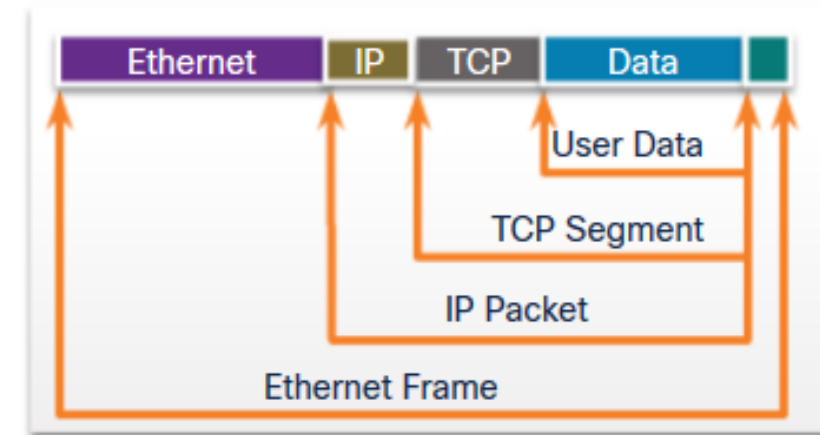 Ethernet IP TCP Data
User Data
TCP Segment
IP Packet
Ethernet Frame